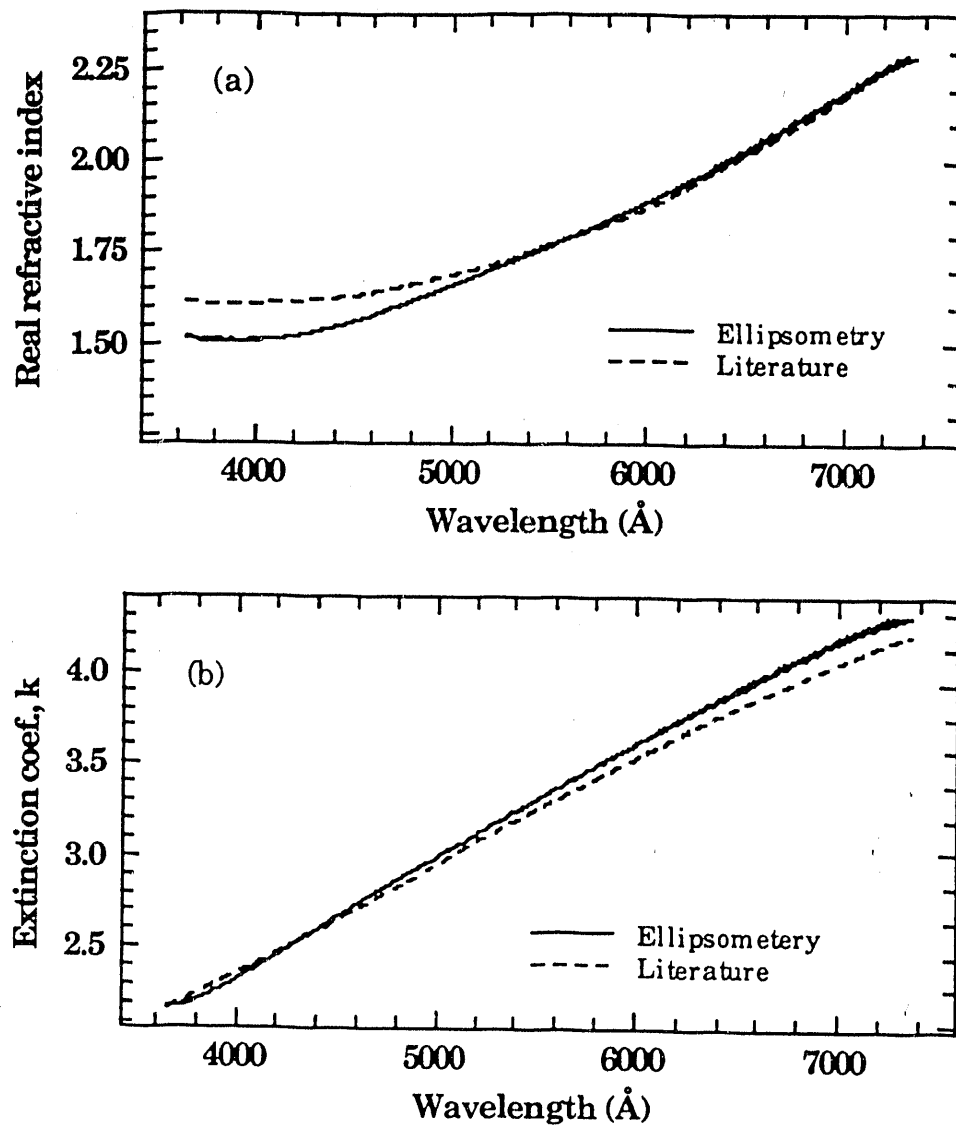 (a)
Real refractive index
2.25
2.00
1.75
1.50
Ellipsometry
Literature
4000 5000 6000 7000
Wavelength (Å)
(b)
Extinction coef., k
4.0
3.5
3.0
2.5
Ellipsometery
Literature
4000 5000 6000 7000
Wavelength (Å)